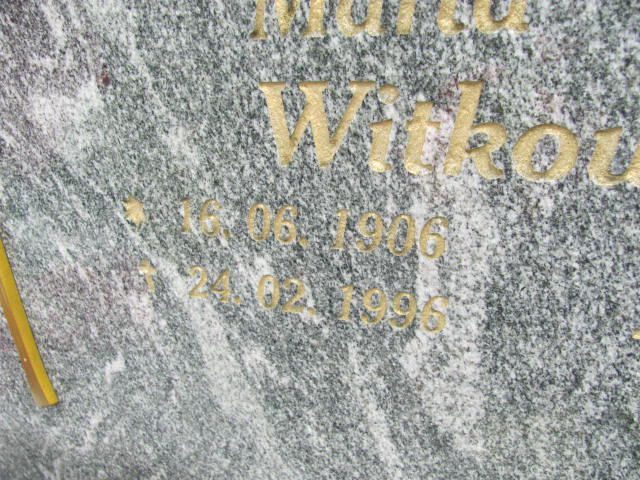 Witkou
* 16. 06. 1906
† 24. 02. 1996